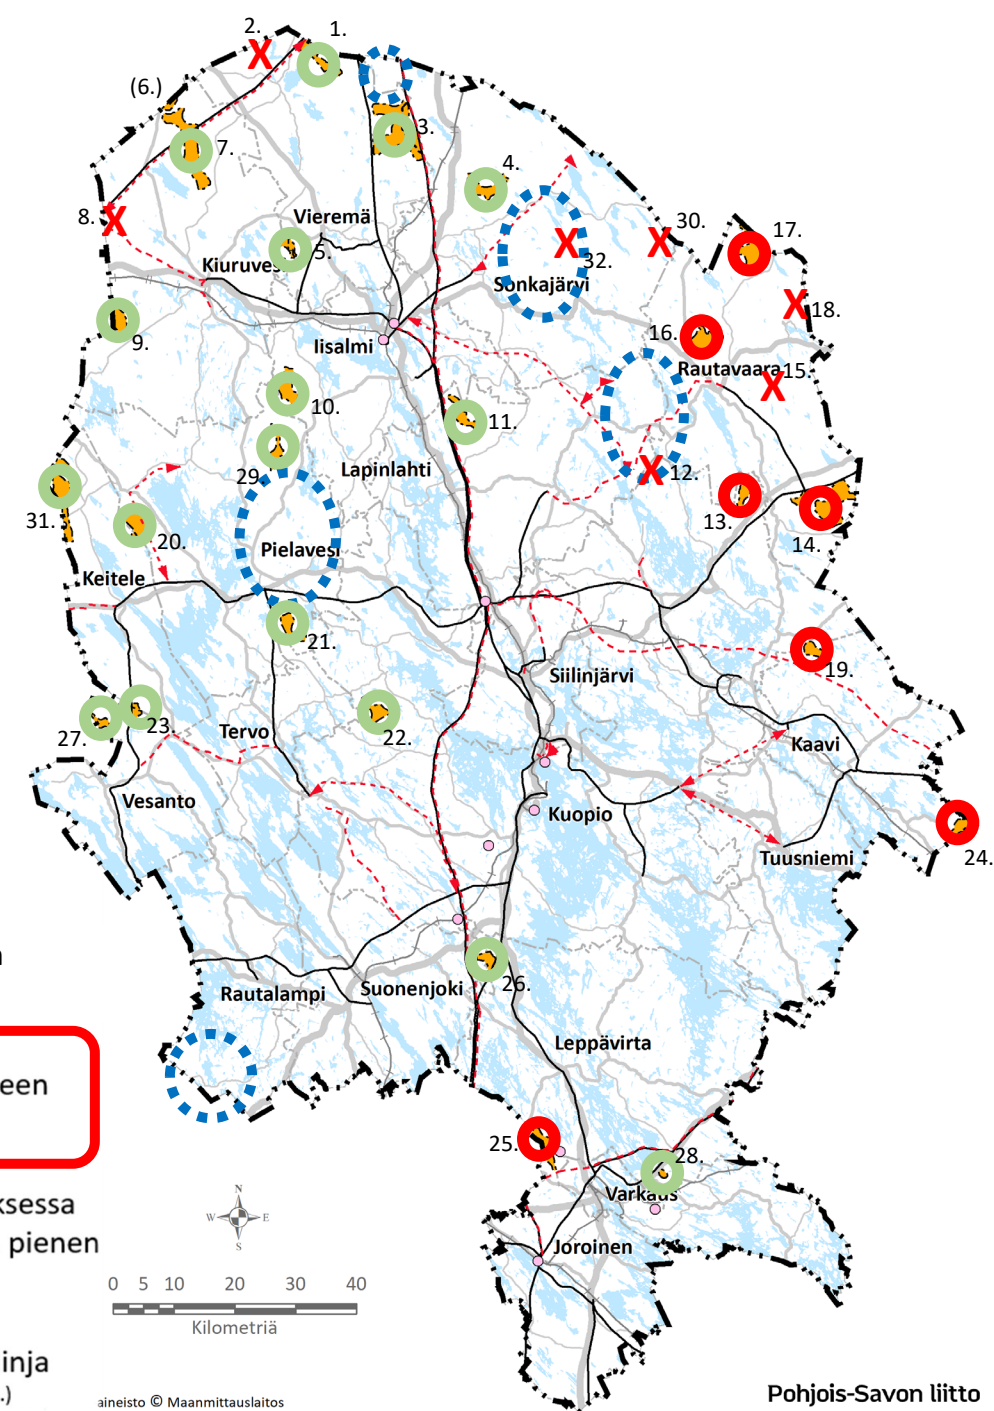 2.
1.
(6.)
3.
7.
4.
8.
Vieremä
30.
17.
5.
Kiuruvesi
32.
Sonkajärvi
18.
9.
Iisalmi
16.
Rautavaara
15.
10.
11.
Lapinlahti
29.
12.
31.
13.
20.
14.
Pielavesi
Keitele
21.
19.
Siilinjärvi
27.
23.
22.
Tervo
Kaavi
Vesanto
Kuopio
Tuusniemi
24.
26.
Rautalampi
Suonenjoki
Leppävirta
een
25.
28.
Varkaus
ksessa
pienen
N
W E
S
Joroinen
0 5 10 20 30 40
Kilometriä
inja
.)
aineisto © Maanmittauslaitos
Pohjois-Savon liitto